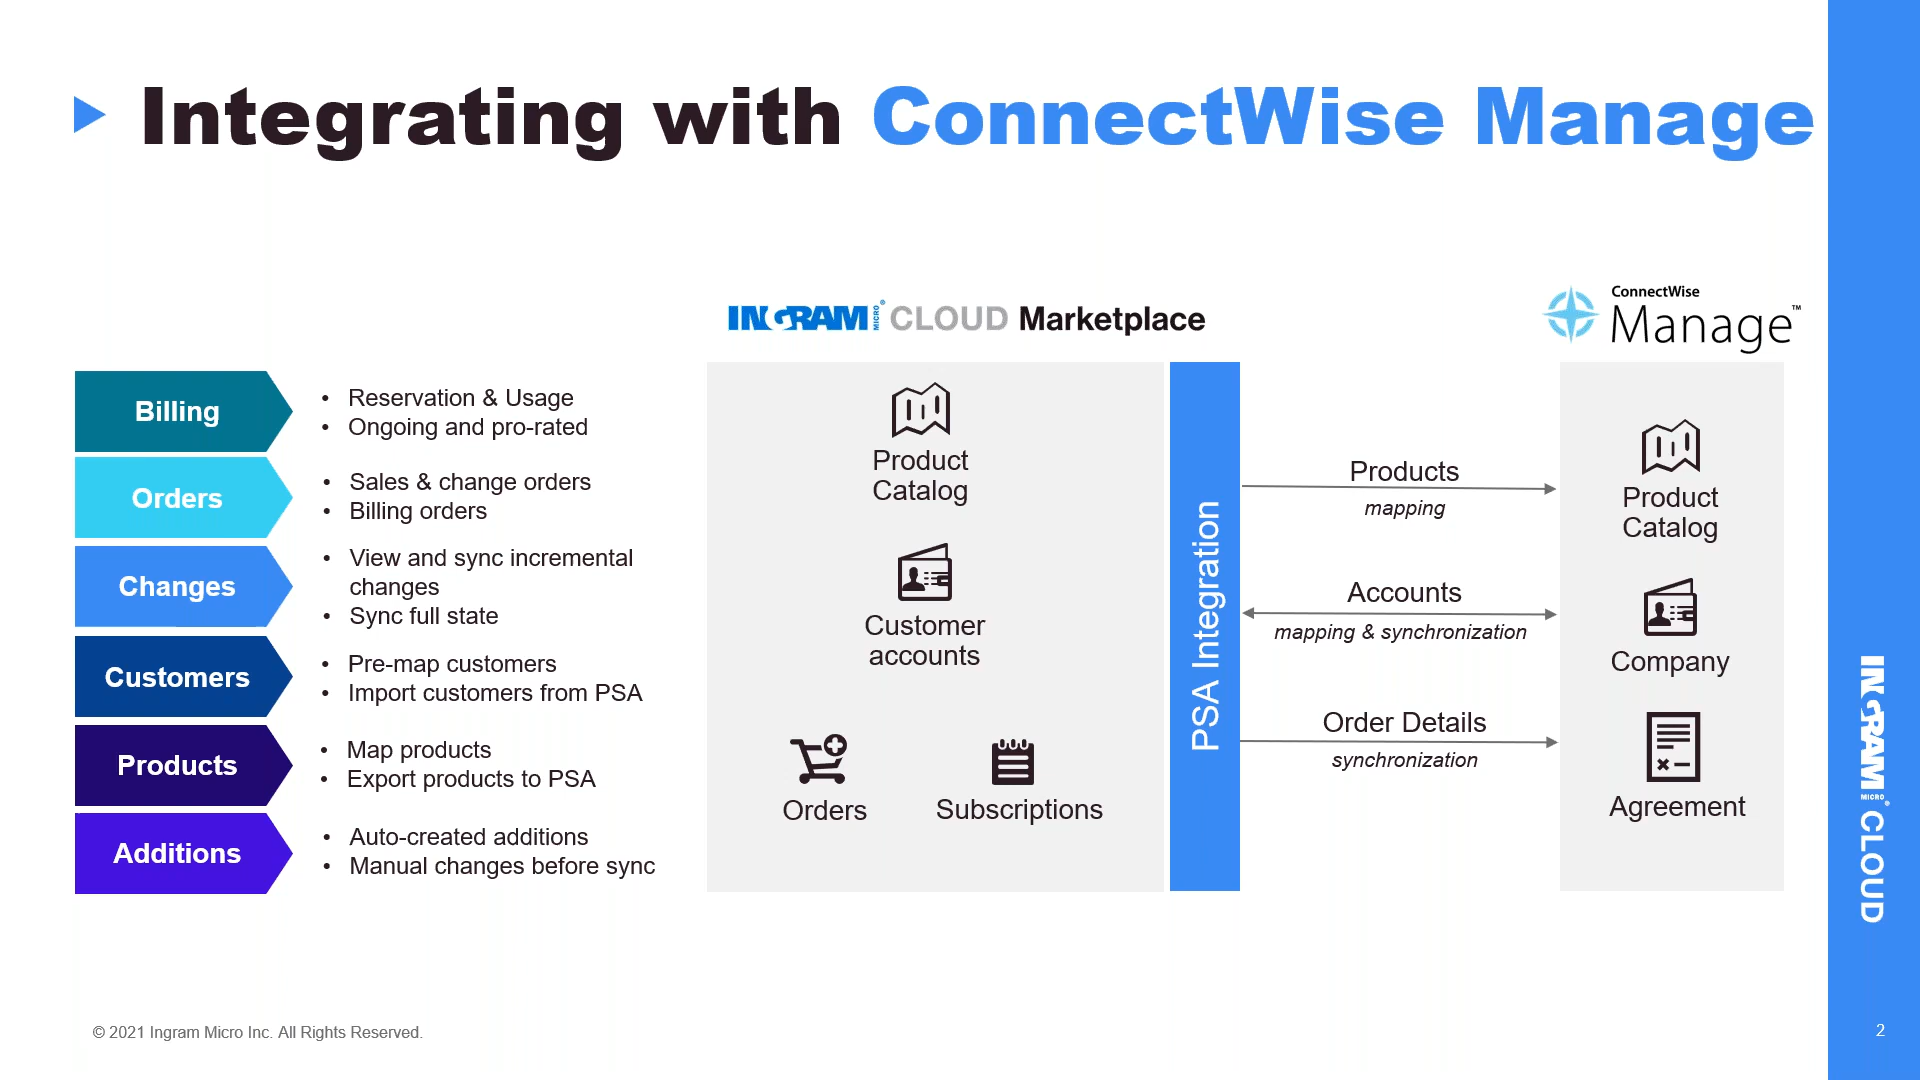 Integrating with ConnectWise Manage
INGRAM MICRO® CLOUD Marketplace
ConnectWise
Manage™
Billing
• Reservation & Usage
• Ongoing and pro-rated
Orders
• Sales & change orders
• Billing orders
Changes
• View and sync incremental
changes
• Sync full state
Customers
• Pre-map customers
• Import customers from PSA
Products
• Map products
• Export products to PSA
Additions
• Auto-created additions
• Manual changes before sync
Product
Catalog
Customer
accounts
Orders
Subscriptions
PSA Integration
Products
mapping
Accounts
mapping & synchronization
Order Details
synchronization
Product
Catalog
Company
Agreement
INGRAM MICRO® CLOUD
© 2021 Ingram Micro Inc. All Rights Reserved.
2